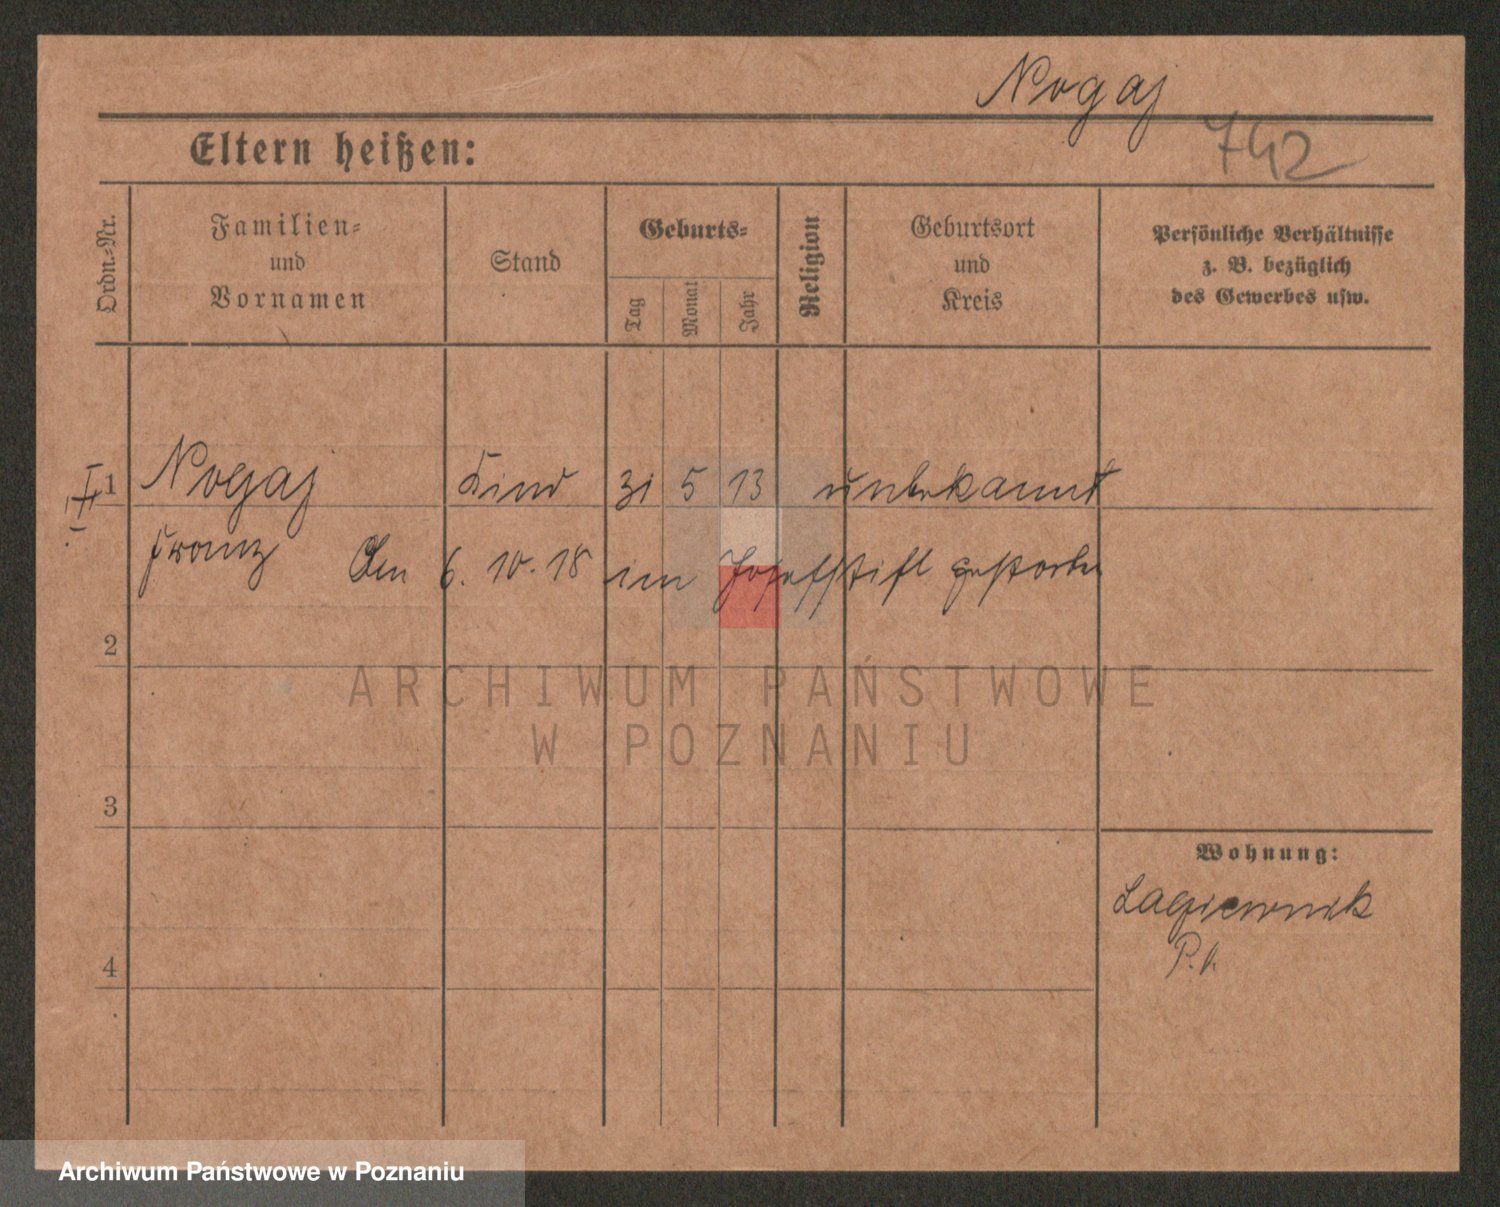 Nogaj
742
Eltern heißen:
Ordn.-Nr.
Familien-
und
Vornamen
Stand
Geburts-
Tag
Monat
Jahr
Religion
Geburtsort
und
Kreis
Persönliche Verhältnisse
z. B. bezüglich
des Gewerbes usw.
1 Nogaj Kind 31 5 13 unbekannt
Franz Den 6. 10. 18 im Josefstift gestorben
2
ARCHIWUM PAŃSTWOWE
W POZNANIU
3
Wohnung:
4
Archiwum Państwowe w Poznaniu